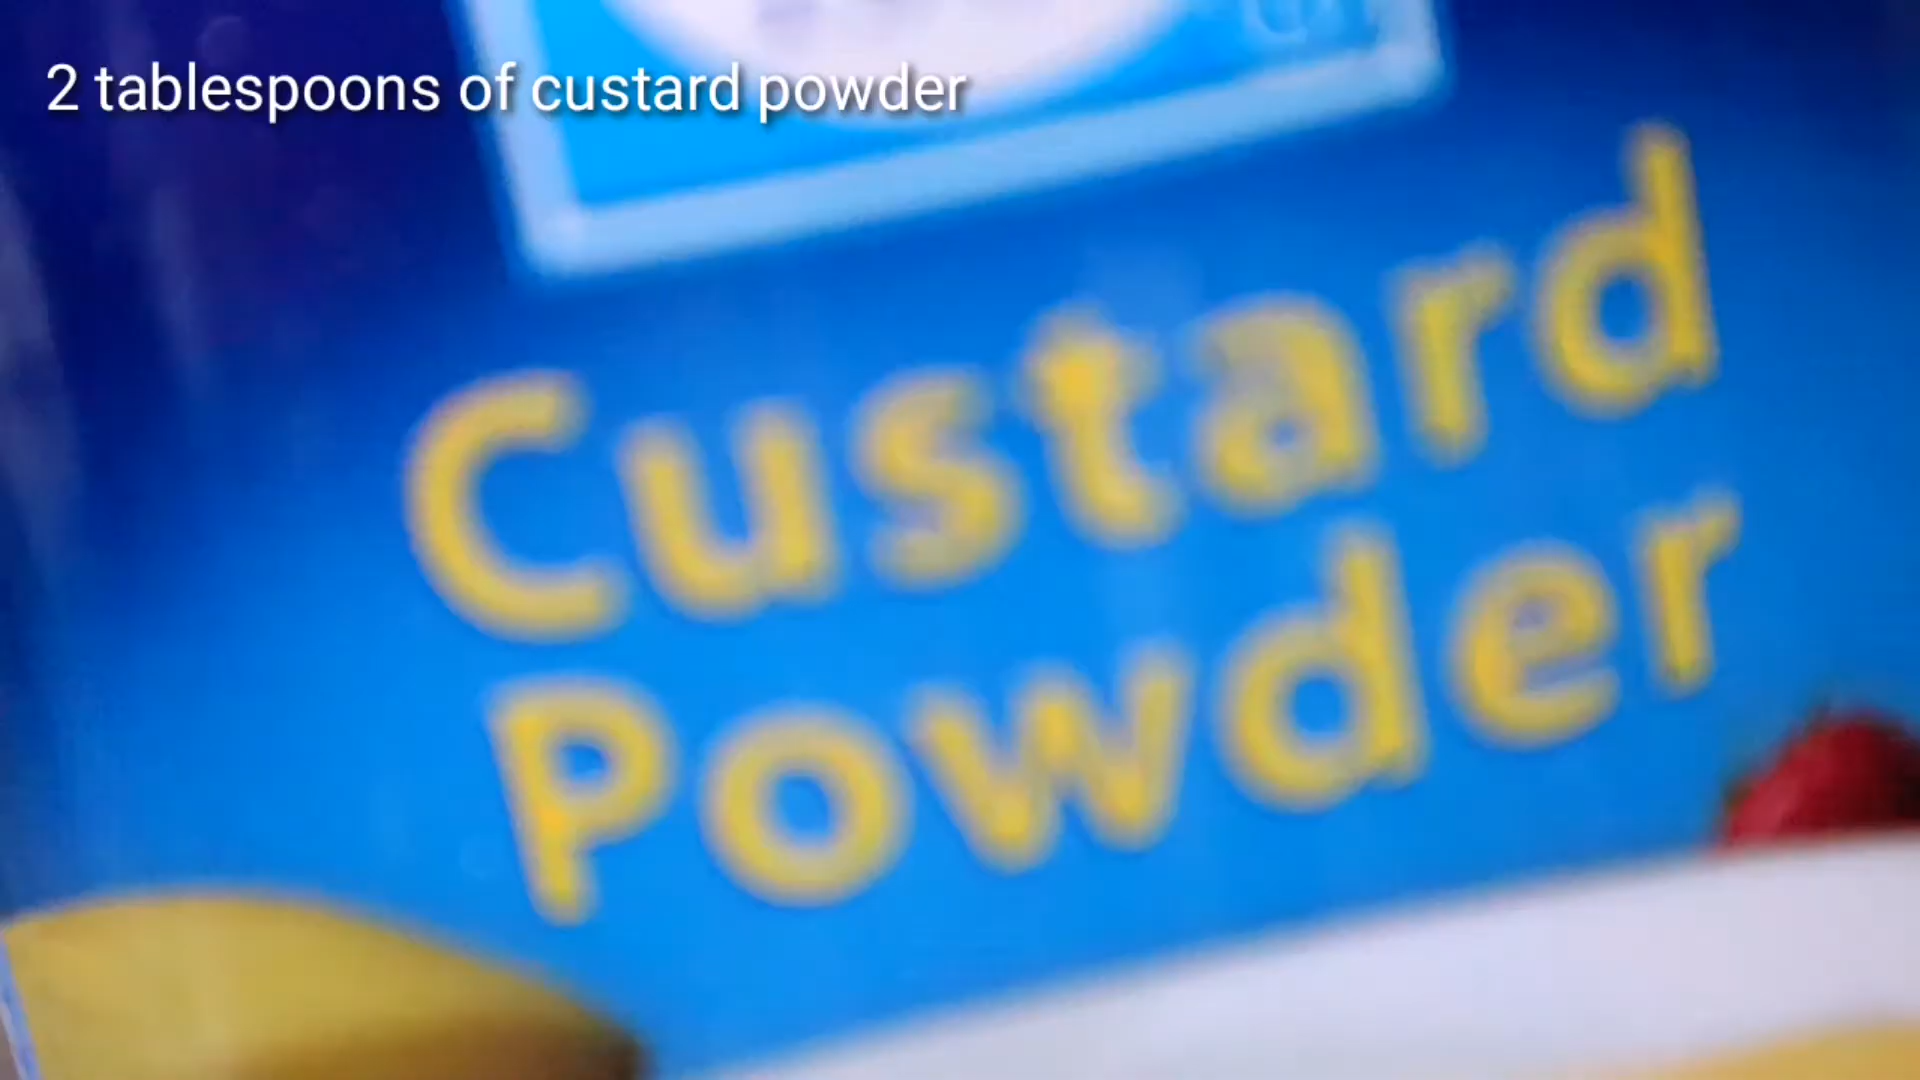 2 tablespoons of custard powder
Custard
Powder